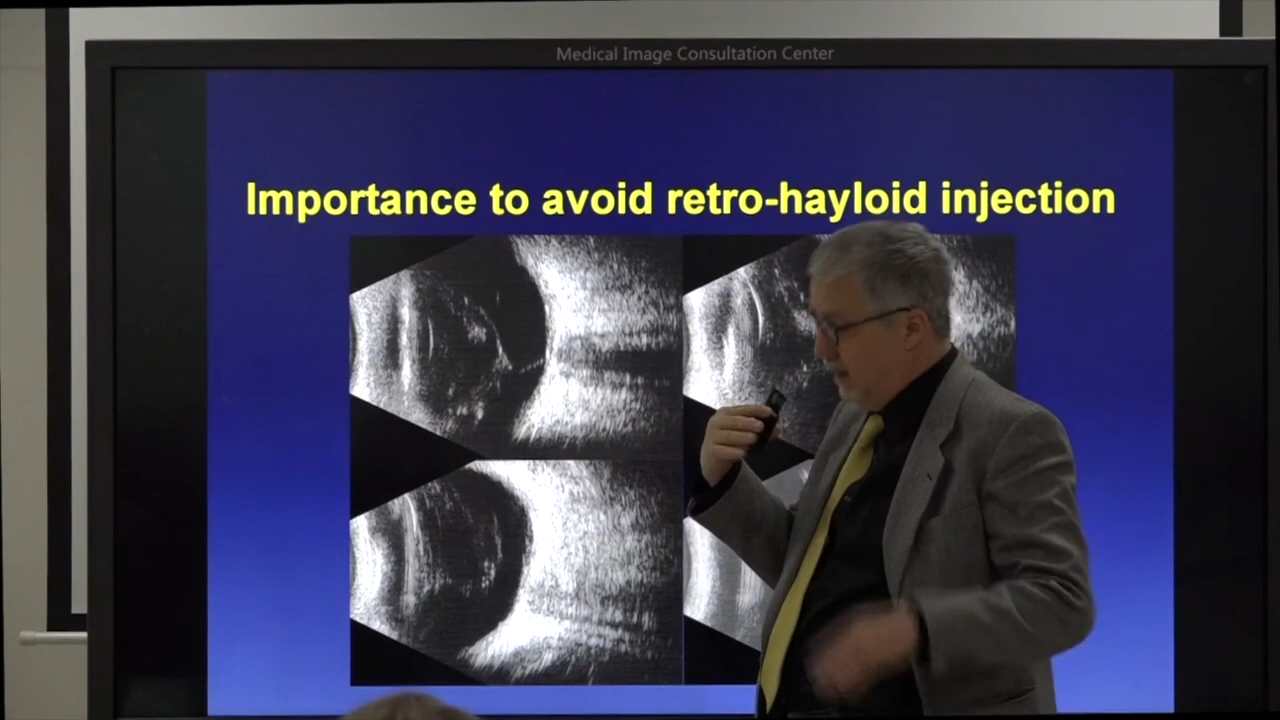 Medical Image Consultation Center
Importance to avoid retro-hayloid injection